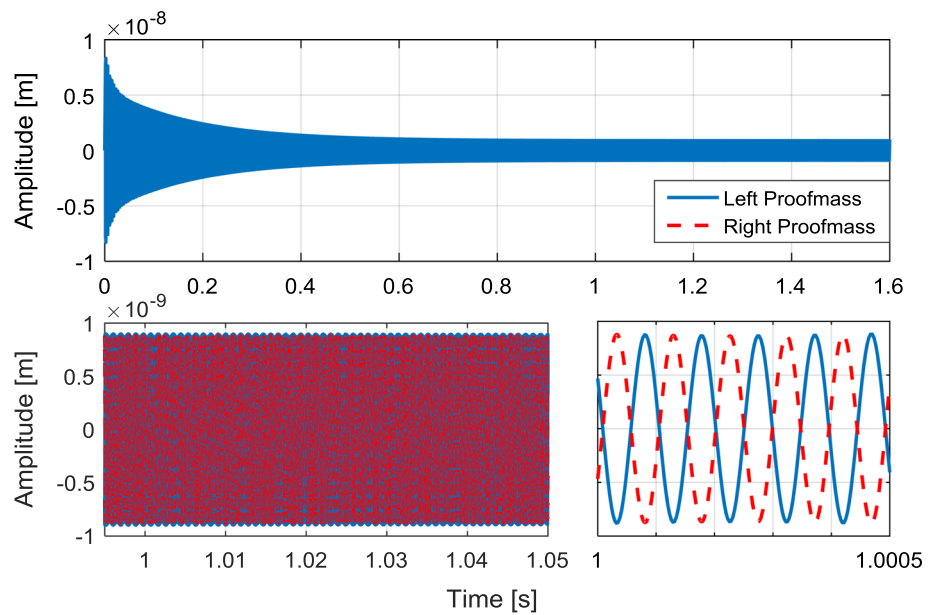 ×10⁻⁸
Amplitude [m]
1
0.5
0
-0.5
-1
Left Proofmass
Right Proofmass
0 0.2 0.4 0.6 0.8 1 1.2 1.4 1.6
×10⁻⁹
Amplitude [m]
1
0.5
0
-0.5
-1
1 1.01 1.02 1.03 1.04 1.05
1 1.0005
Time [s]